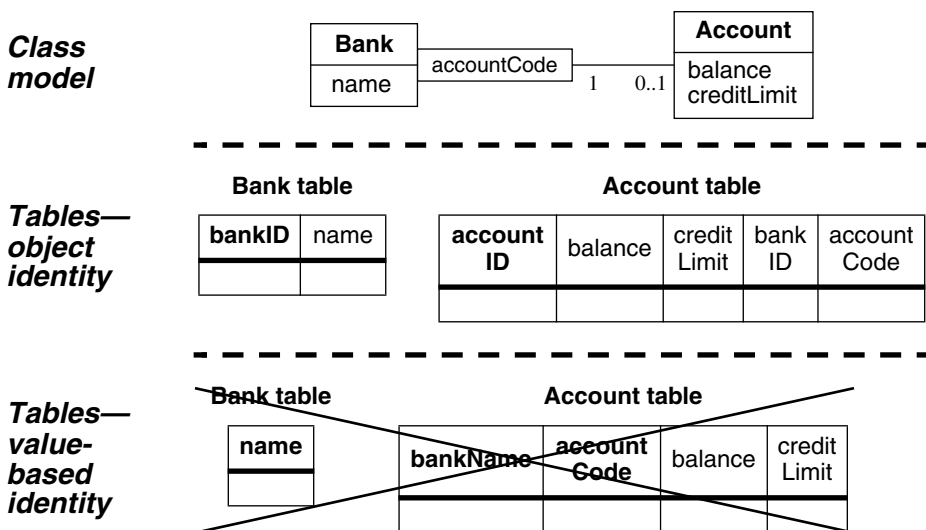 Class
model
Bank
name
accountCode
1
0..1
Account
balance
creditLimit
Tables—
object
identity
Bank table
bankID
name
Account table
account
ID
balance
credit
Limit
bank
ID
account
Code
Tables—
value-
based
identity
Bank table
name
Account table
bankName
account
Code
balance
credit
Limit